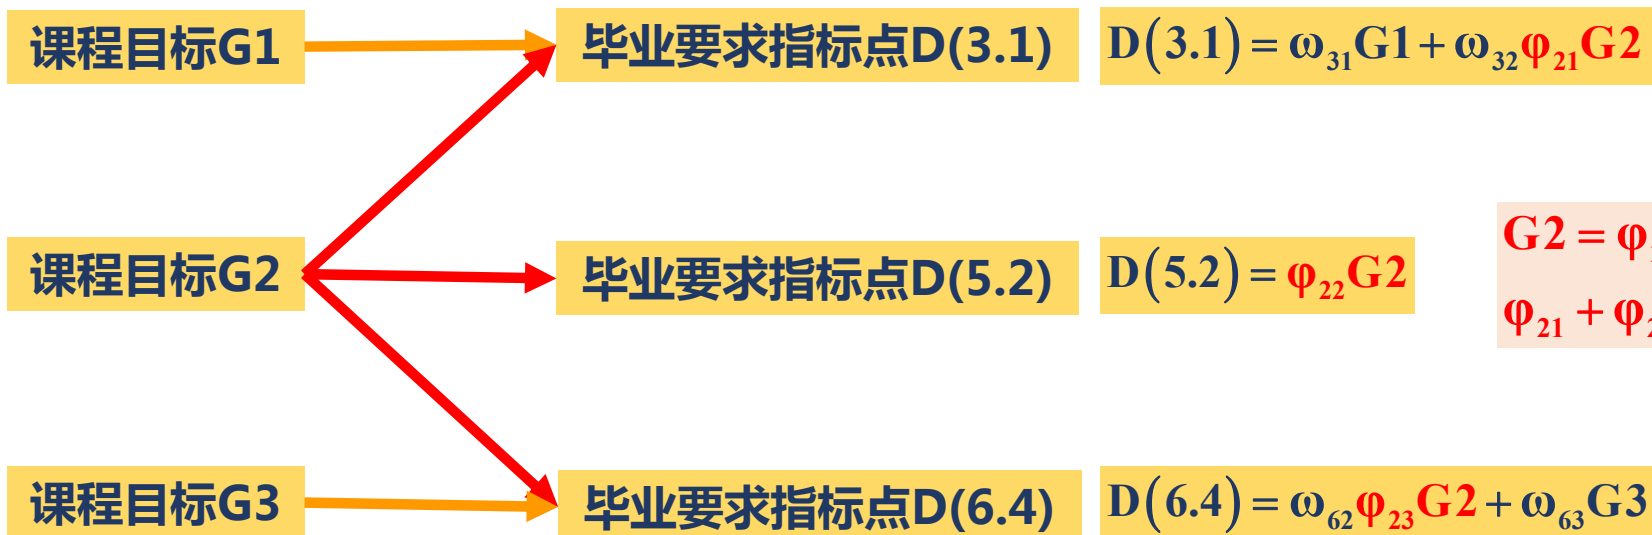 课程目标G1
毕业要求指标点D(3.1)
D(3.1) = ω₃₁G1 + ω₃₂φ₂₁G2
课程目标G2
毕业要求指标点D(5.2)
D(5.2) = φ₂₂G2
G2 = φ
φ₂₁ + φ
课程目标G3
毕业要求指标点D(6.4)
D(6.4) = ω₆₂φ₂₃G2 + ω₆₃G3